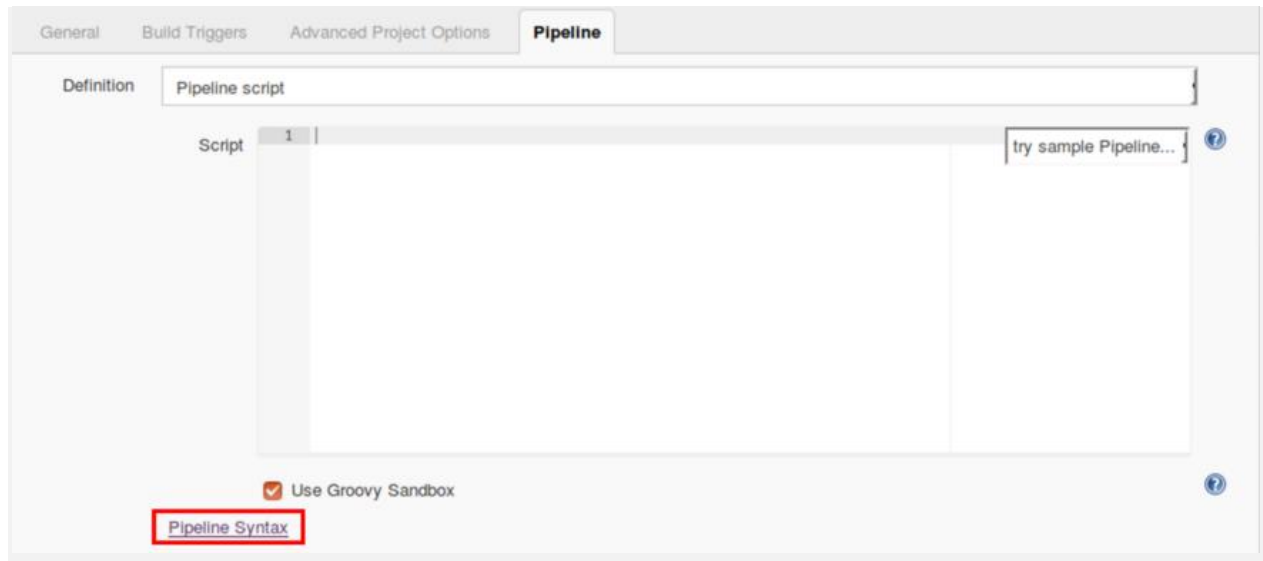 General Build Triggers Advanced Project Options Pipeline
Definition Pipeline script
Script 1 try sample Pipeline...
Use Groovy Sandbox
Pipeline Syntax